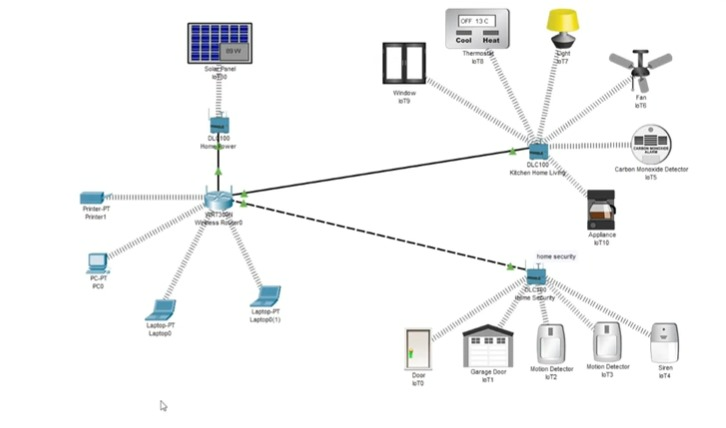 OFF 13 C
Cool Heat
Thermostat
IoT8
Light
IoT7
Window
IoT9
Fan
IoT6
Solar Panel
DLC100
Home Power
DLC100
Kitchen Home Living
CARBON MONOXIDE
ALARM
Carbon Monoxide Detector
IoT5
Printer-PT
Printer1
Wireless Router0
Appliance
IoT10
PC-PT
PC0
home security
DLC100
Home Security
Laptop-PT
Laptop0
Laptop-PT
Laptop0(1)
Door
IoT0
Garage Door
IoT1
Motion Detector
IoT2
Motion Detector
IoT3
Siren
IoT4